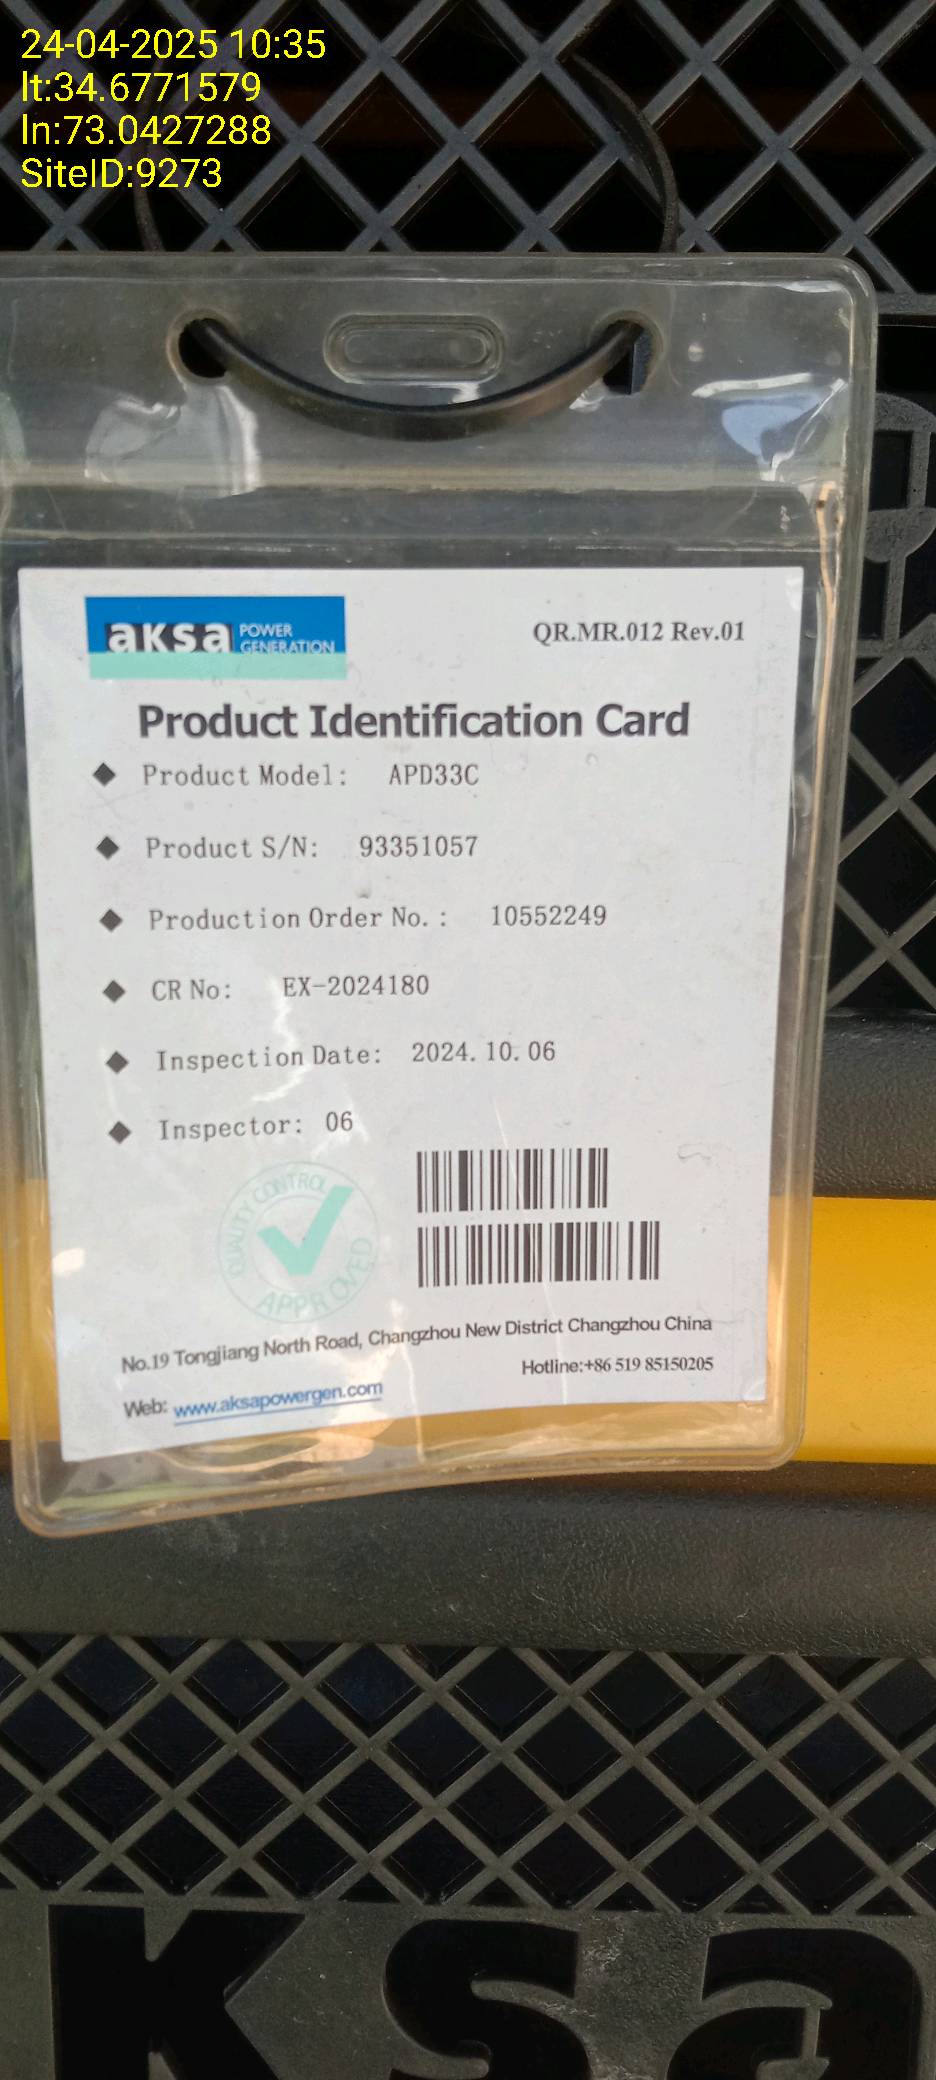 24-04-2025 10:35
lt:34.6771579
ln:73.0427288
SiteID:9273
aksa POWER GENERATION
QR.MR.012 Rev.01
Product Identification Card
◆ Product Model: APD33C
◆ Product S/N: 93351057
◆ Production Order No.: 10552249
◆ CR No: EX-2024180
◆ Inspection Date: 2024.10.06
◆ Inspector: 06
QUALITY CONTROL
APPROVED
No.19 Tongjiang North Road, Changzhou New District Changzhou China
Hotline:+86 519 85150205
Web: www.aksapowergen.com
Ksa